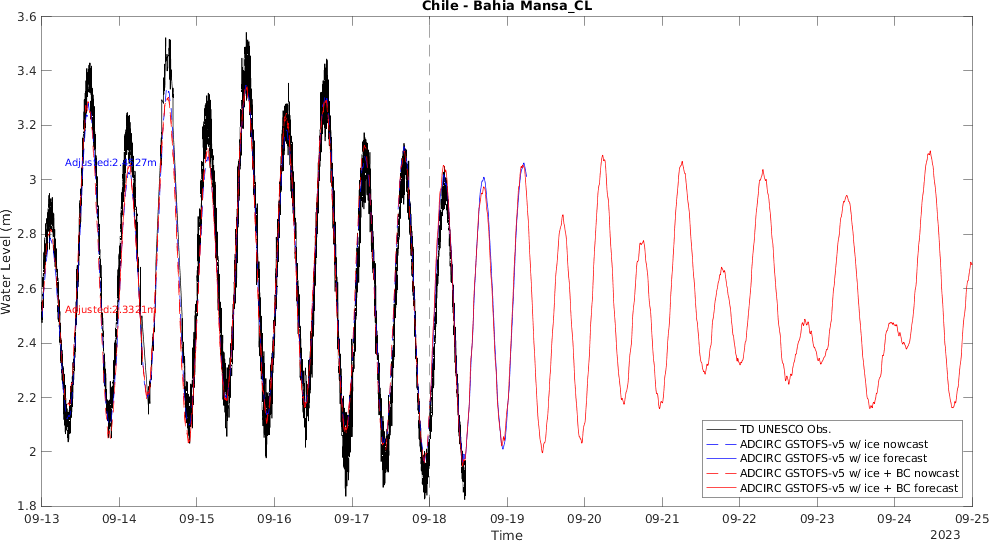 Chile - Bahia Mansa_CL
Water Level (m)
3.6
3.4
3.2
3
2.8
2.6
2.4
2.2
2
1.8
Adjusted:
Adjusted:2.3321m
TD UNESCO Obs.
ADCIRC GSTOFS-v5 w/ ice nowcast
ADCIRC GSTOFS-v5 w/ ice forecast
ADCIRC GSTOFS-v5 w/ ice + BC nowcast
ADCIRC GSTOFS-v5 w/ ice + BC forecast
09-13 09-14 09-15 09-16 09-17 09-18 09-19 09-20 09-21 09-22 09-23 09-24 09-25
Time
2023